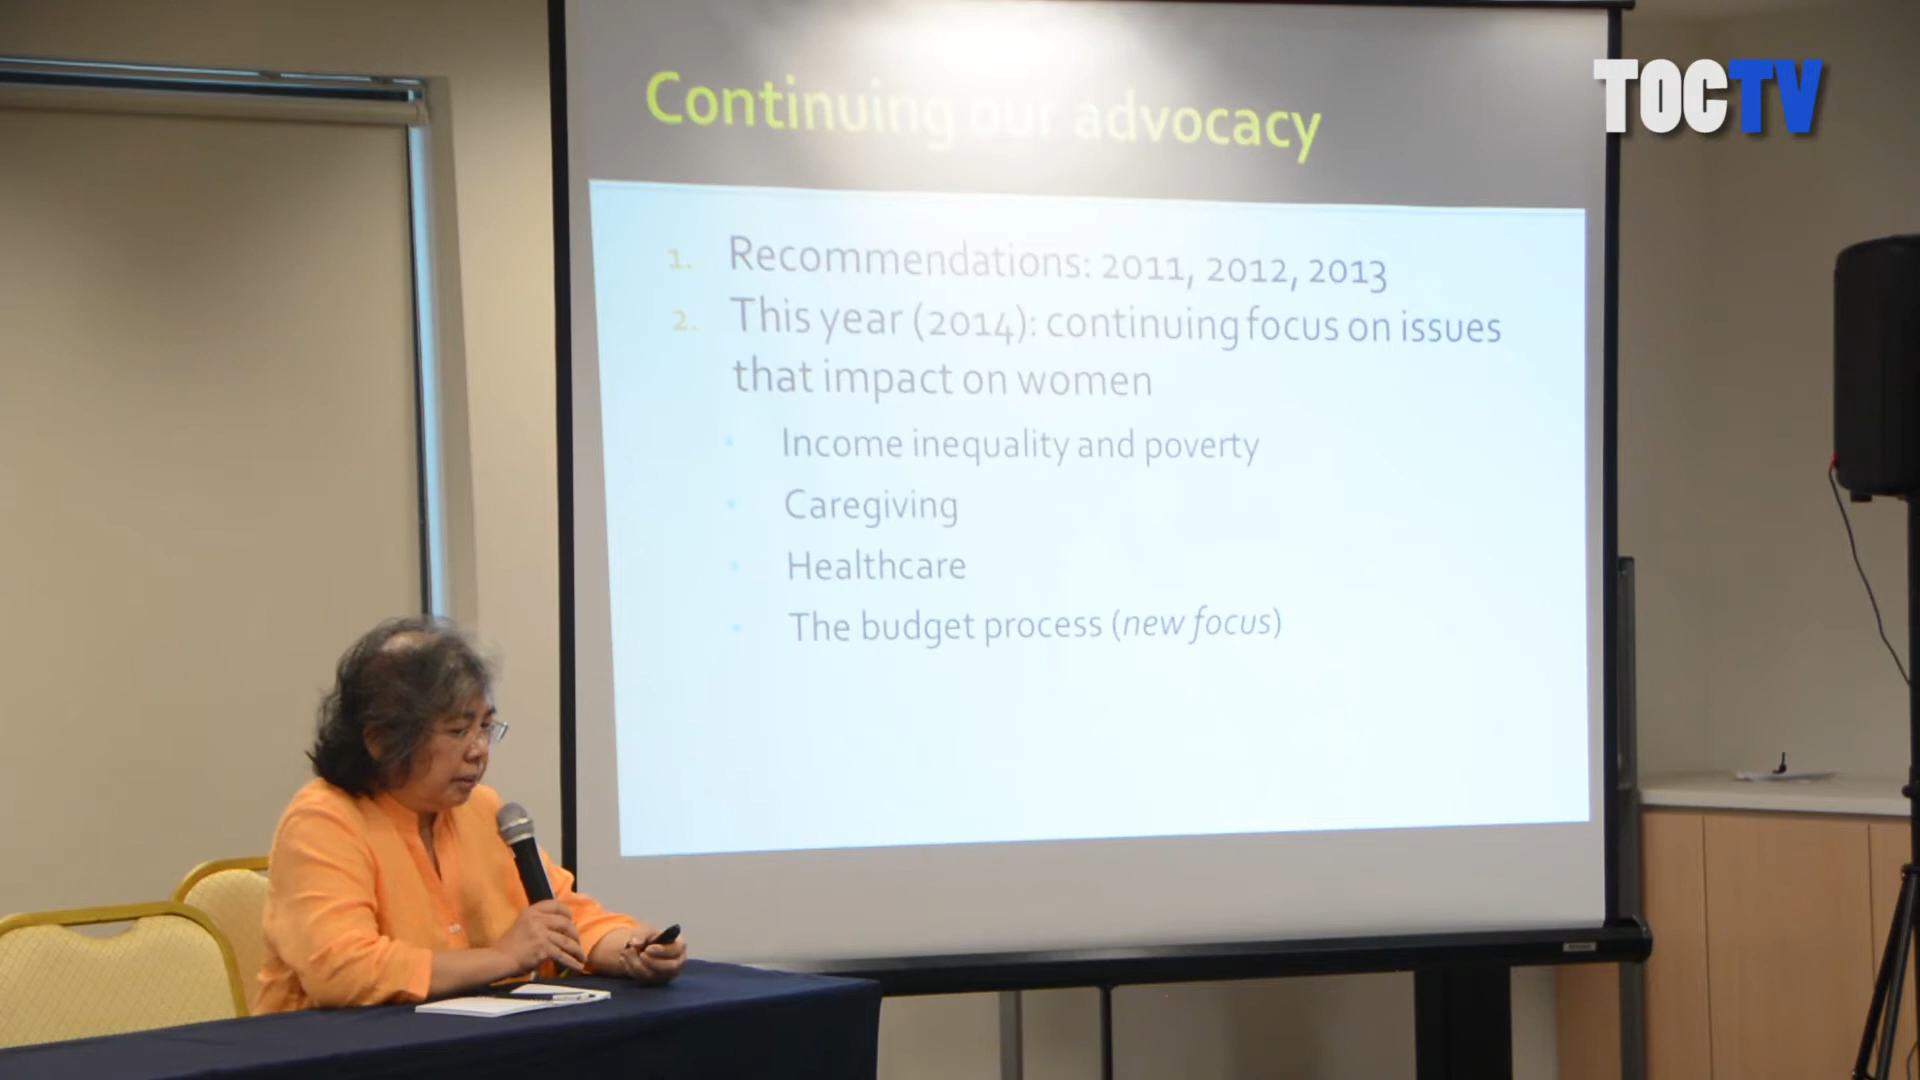 TOCTV
Continuing our advocacy
1. Recommendations: 2011, 2012, 2013
2. This year (2014): continuing focus on issues
that impact on women
• Income inequality and poverty
• Caregiving
• Healthcare
• The budget process (new focus)